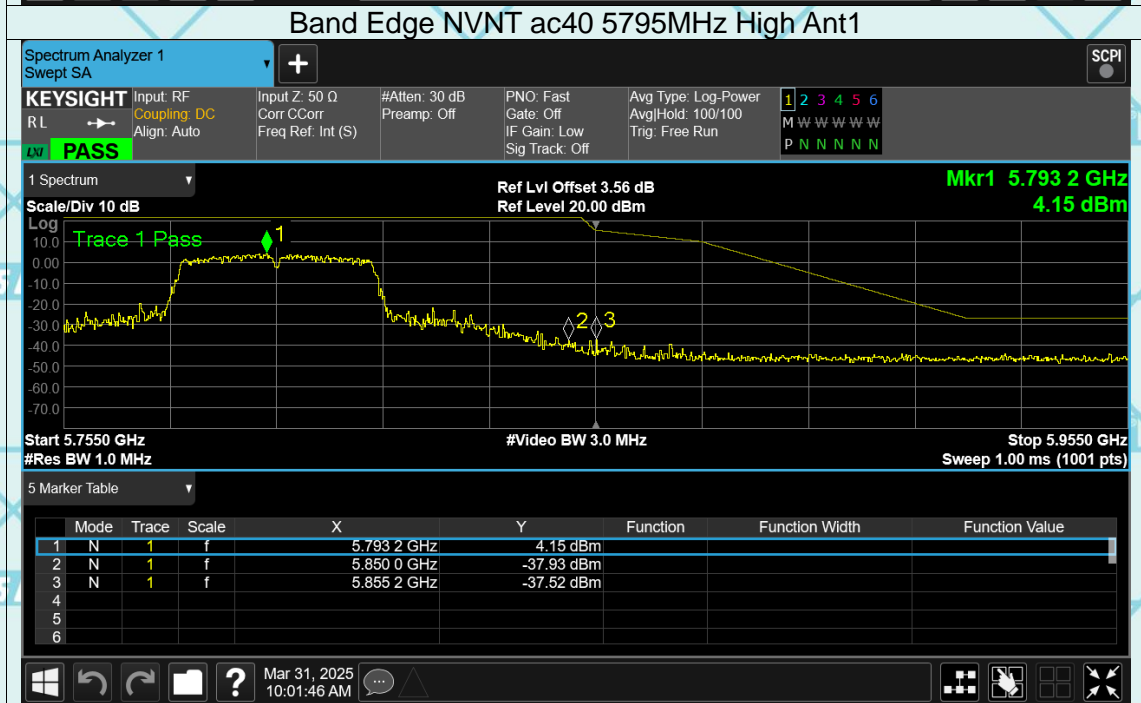 Band Edge NVNT ac40 5795MHz High Ant1
Spectrum Analyzer 1
Swept SA
+
SCPI
KEYSIGHT Input: RF Input Z: 50 Ω #Atten: 30 dB PNO: Fast Avg Type: Log-Power 1 2 3 4 5 6
RL Coupling: DC Corr CCorr Preamp: Off Gate: Off Avg|Hold: 100/100 M W W W W W
Align: Auto Freq Ref: Int (S) IF Gain: Low Trig: Free Run
LXI PASS Sig Track: Off P N N N N N
1 Spectrum Ref Lvl Offset 3.56 dB Mkr1 5.793 2 GHz
Scale/Div 10 dB Ref Level 20.00 dBm 4.15 dBm
Log
10.0 Trace 1 Pass 1
0.00
-10.0
-20.0
-30.0 2 3
-40.0
-50.0
-60.0
-70.0
Start 5.7550 GHz #Video BW 3.0 MHz Stop 5.9550 GHz
#Res BW 1.0 MHz Sweep 1.00 ms (1001 pts)
5 Marker Table
Mode Trace Scale X Y Function Function Width Function Value
1 N 1 f 5.793 2 GHz 4.15 dBm
2 N 1 f 5.850 0 GHz -37.93 dBm
3 N 1 f 5.855 2 GHz -37.52 dBm
4
5
6
? Mar 31, 2025
10:01:46 AM